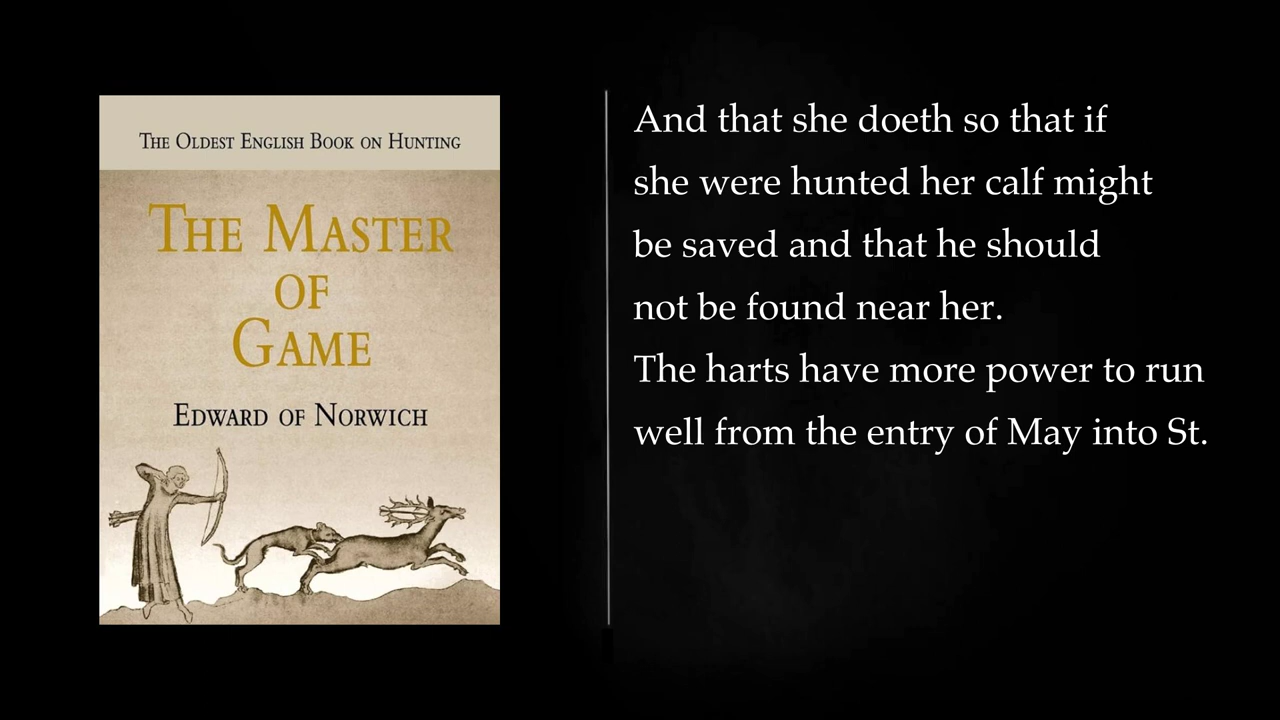 The Oldest English Book on Hunting
The Master
of
Game
Edward of Norwich
And that she doeth so that if
she were hunted her calf might
be saved and that he should
not be found near her.
The harts have more power to run
well from the entry of May into St.